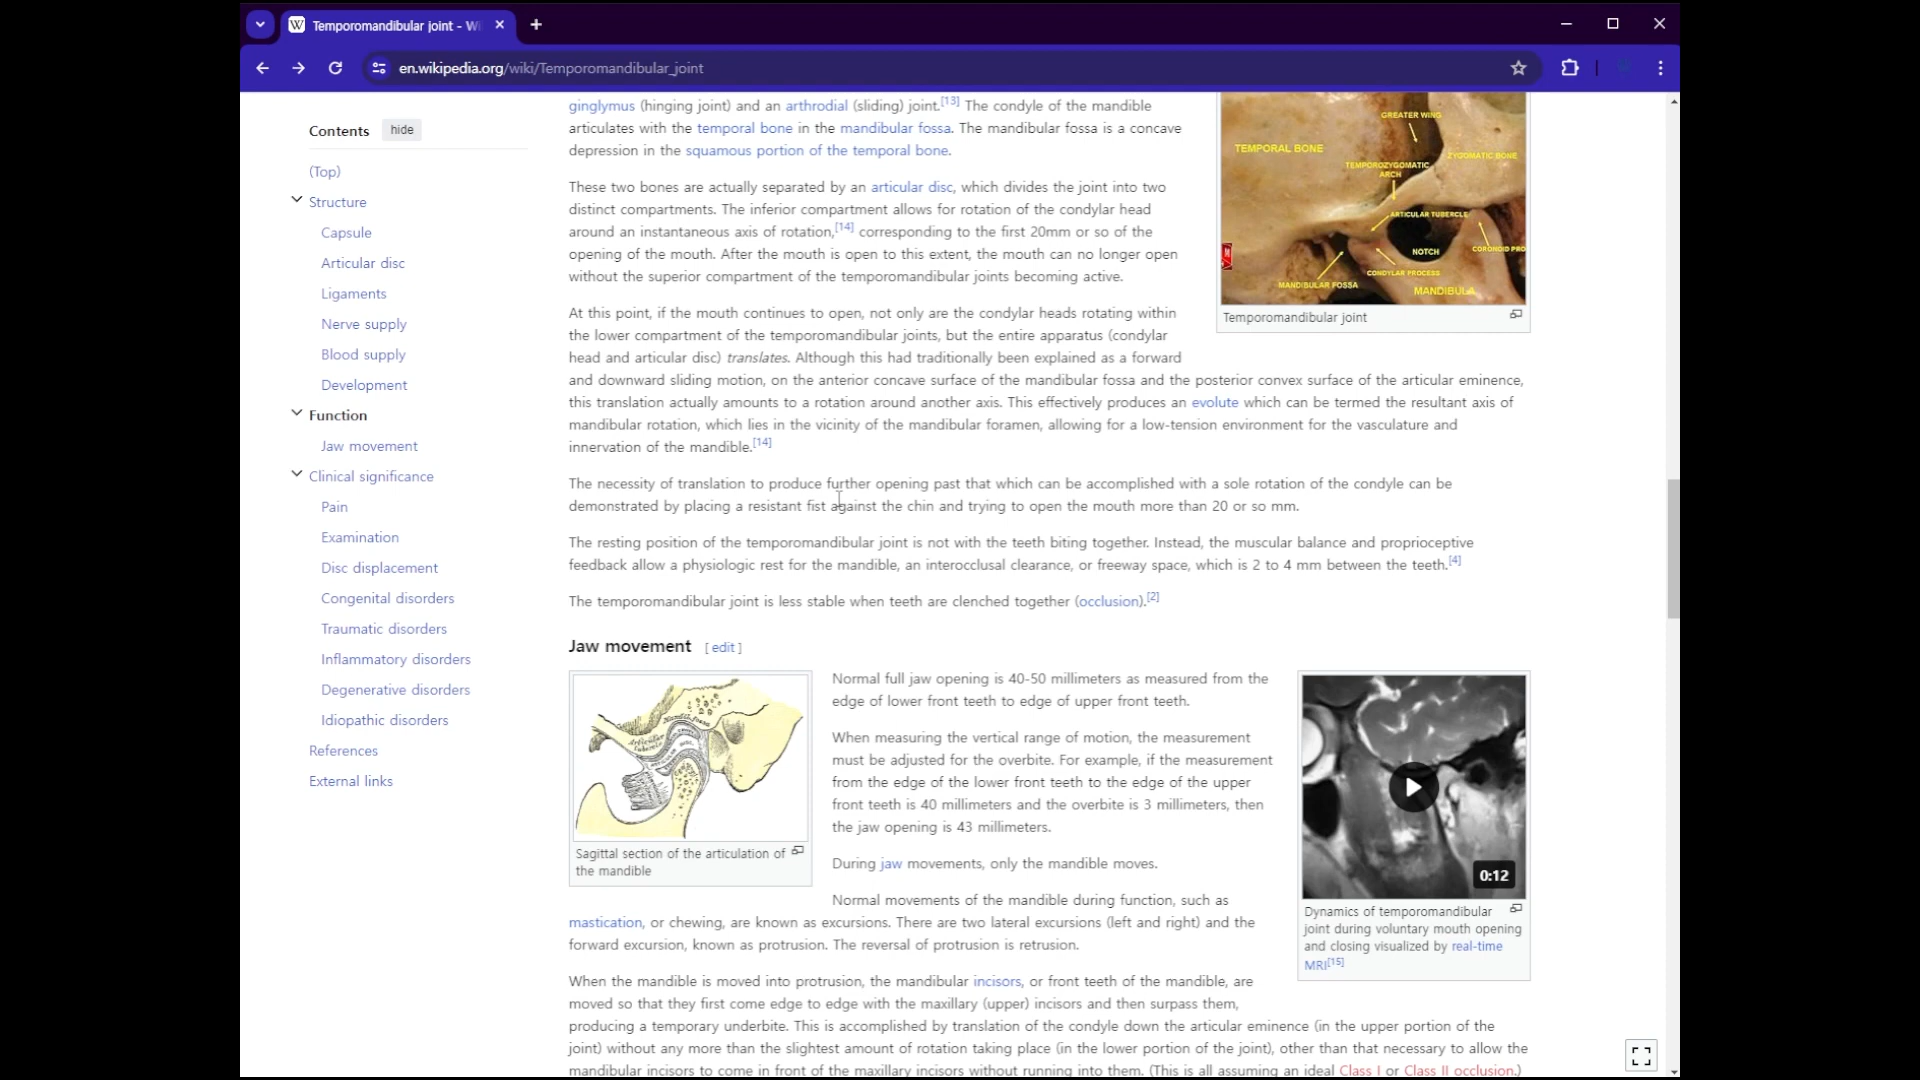 Temporomandibular joint - Wi
en.wikipedia.org/wiki/Temporomandibular_joint
Contents hide
(Top)
Structure
Capsule
Articular disc
Ligaments
Nerve supply
Blood supply
Development
Function
Jaw movement
Clinical significance
Pain
Examination
Disc displacement
Congenital disorders
Traumatic disorders
Inflammatory disorders
Degenerative disorders
Idiopathic disorders
References
External links
ginglymus (hinging joint) and an arthrodial (sliding) joint.[13] The condyle of the mandible
articulates with the temporal bone in the mandibular fossa. The mandibular fossa is a concave
depression in the squamous portion of the temporal bone.
These two bones are actually separated by an articular disc, which divides the joint into two
distinct compartments. The inferior compartment allows for rotation of the condylar head
around an instantaneous axis of rotation,[14] corresponding to the first 20mm or so of the
opening of the mouth. After the mouth is open to this extent, the mouth can no longer open
without the superior compartment of the temporomandibular joints becoming active.
At this point, if the mouth continues to open, not only are the condylar heads rotating within
the lower compartment of the temporomandibular joints, but the entire apparatus (condylar
head and articular disc) translates. Although this had traditionally been explained as a forward
and downward sliding motion, on the anterior concave surface of the mandibular fossa and the posterior convex surface of the articular eminence,
this translation actually amounts to a rotation around another axis. This effectively produces an evolute which can be termed the resultant axis of
mandibular rotation, which lies in the vicinity of the mandibular foramen, allowing for a low-tension environment for the vasculature and
innervation of the mandible.[14]
The necessity of translation to produce further opening past that which can be accomplished with a sole rotation of the condyle can be
demonstrated by placing a resistant fist against the chin and trying to open the mouth more than 20 or so mm.
The resting position of the temporomandibular joint is not with the teeth biting together. Instead, the muscular balance and proprioceptive
feedback allow a physiologic rest for the mandible, an interocclusal clearance, or freeway space, which is 2 to 4 mm between the teeth.[4]
The temporomandibular joint is less stable when teeth are clenched together (occlusion).[2]
GREATER WING
TEMPORAL BONE
ZYGOMATIC BONE
TEMPOROZYGOMATIC
ARCH
ARTICULAR TUBERCLE
NOTCH
CORONOID PRO
CONDYLAR PROCESS
MANDIBULAR FOSSA
MANDIBULA
Temporomandibular joint
Jaw movement [ edit ]
Mandib. fossa
Articular
tubercle
Sagittal section of the articulation of
the mandible
Normal full jaw opening is 40-50 millimeters as measured from the
edge of lower front teeth to edge of upper front teeth.
When measuring the vertical range of motion, the measurement
must be adjusted for the overbite. For example, if the measurement
from the edge of the lower front teeth to the edge of the upper
front teeth is 40 millimeters and the overbite is 3 millimeters, then
the jaw opening is 43 millimeters.
During jaw movements, only the mandible moves.
Normal movements of the mandible during function, such as
mastication, or chewing, are known as excursions. There are two lateral excursions (left and right) and the
forward excursion, known as protrusion. The reversal of protrusion is retrusion.
When the mandible is moved into protrusion, the mandibular incisors, or front teeth of the mandible, are
moved so that they first come edge to edge with the maxillary (upper) incisors and then surpass them,
producing a temporary underbite. This is accomplished by translation of the condyle down the articular eminence (in the upper portion of the
joint) without any more than the slightest amount of rotation taking place (in the lower portion of the joint), other than that necessary to allow the
mandibular incisors to come in front of the maxillary incisors without running into them. (This is all assuming an ideal Class I or Class II occlusion.)
0:12
Dynamics of temporomandibular
joint during voluntary mouth opening
and closing visualized by real-time
MRI[15]